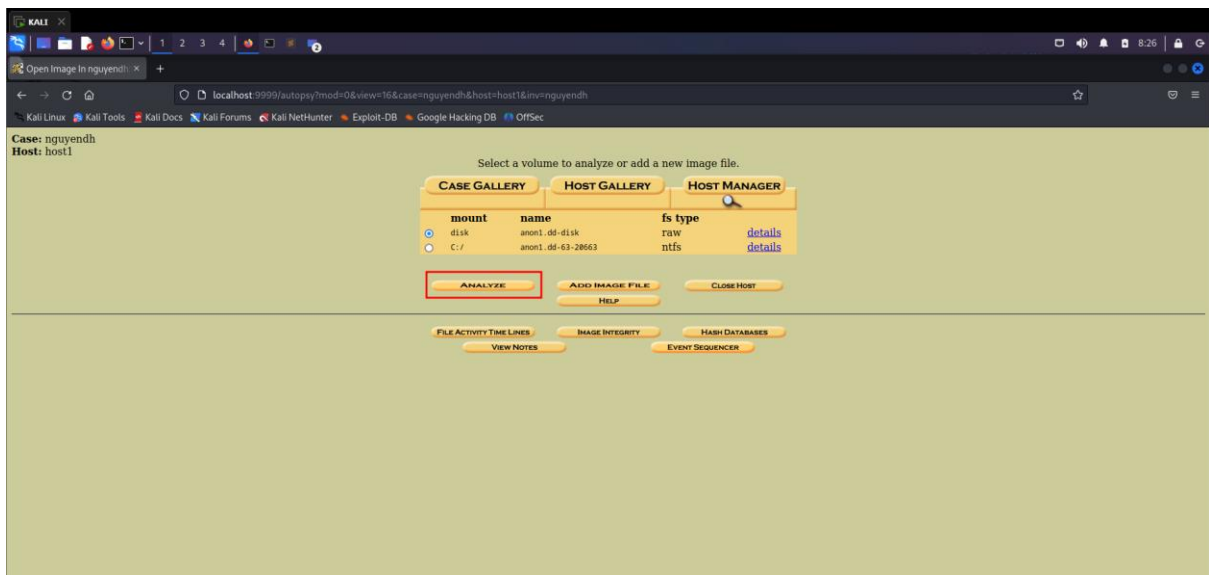 KALI
1 2 3 4
2
8:26
Open Image In nguyendh
localhost:9999/autopsy?mod=0&view=16&case=nguyendh&host=host1&inv=nguyendh
Kali Linux Kali Tools Kali Docs Kali Forums Kali NetHunter Exploit-DB Google Hacking DB OffSec
Case: nguyendh
Host: host1
Select a volume to analyze or add a new image file.
CASE GALLERY HOST GALLERY HOST MANAGER
mount name fs type
disk anon1.dd-disk raw details
C:/ anon1.dd-63-20663 ntfs details
ANALYZE ADD IMAGE FILE CLOSE HOST
HELP
FILE ACTIVITY TIME LINES IMAGE INTEGRITY HASH DATABASES
VIEW NOTES EVENT SEQUENCER